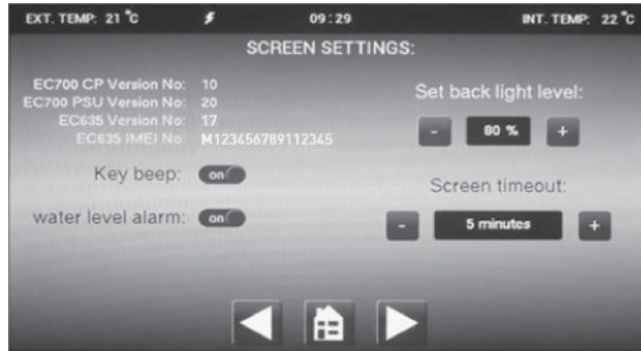 EXT. TEMP: 21 °C 09:29 INT. TEMP: 22 °C
SCREEN SETTINGS:
EC700 CP Version No: 10
EC700 PSU Version No: 20
EC635 Version No: 17
EC635 IMEI No: M123456789112345
Key beep: on
water level alarm: on
Set back light level:
- 80 % +
Screen timeout:
- 5 minutes +